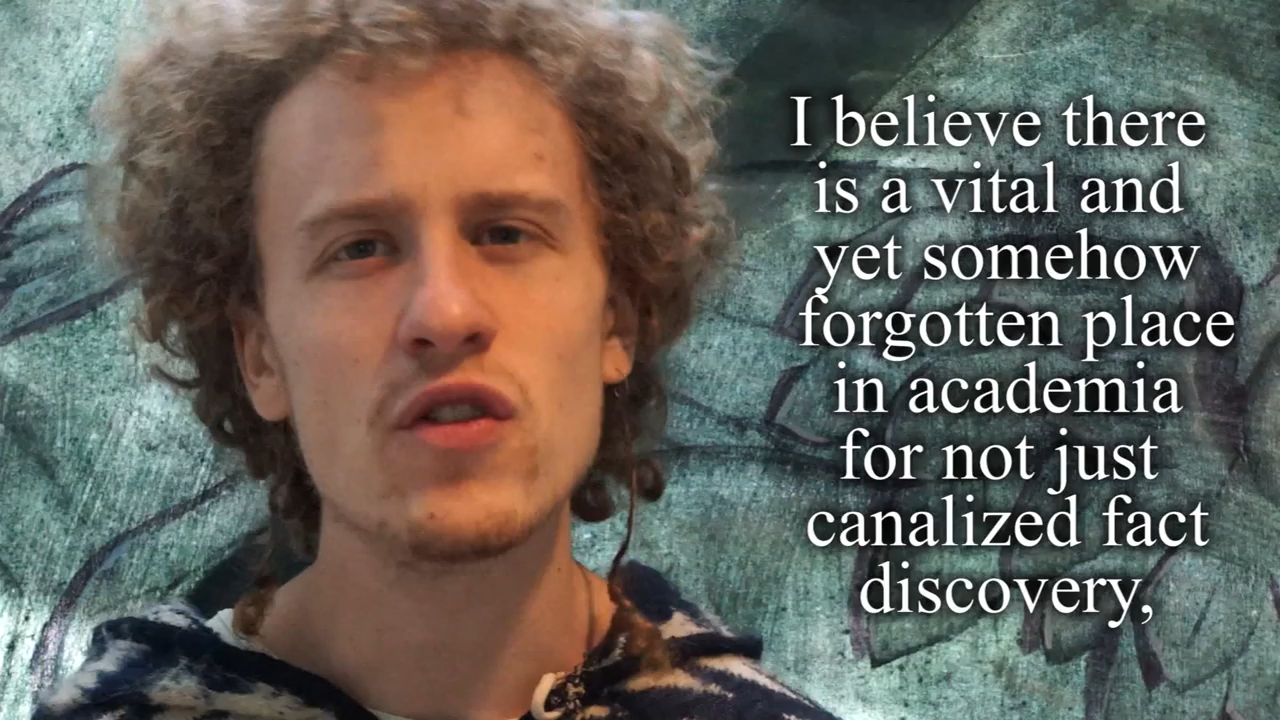 I believe there
is a vital and
yet somehow
forgotten place
in academia
for not just
canalized fact
discovery,